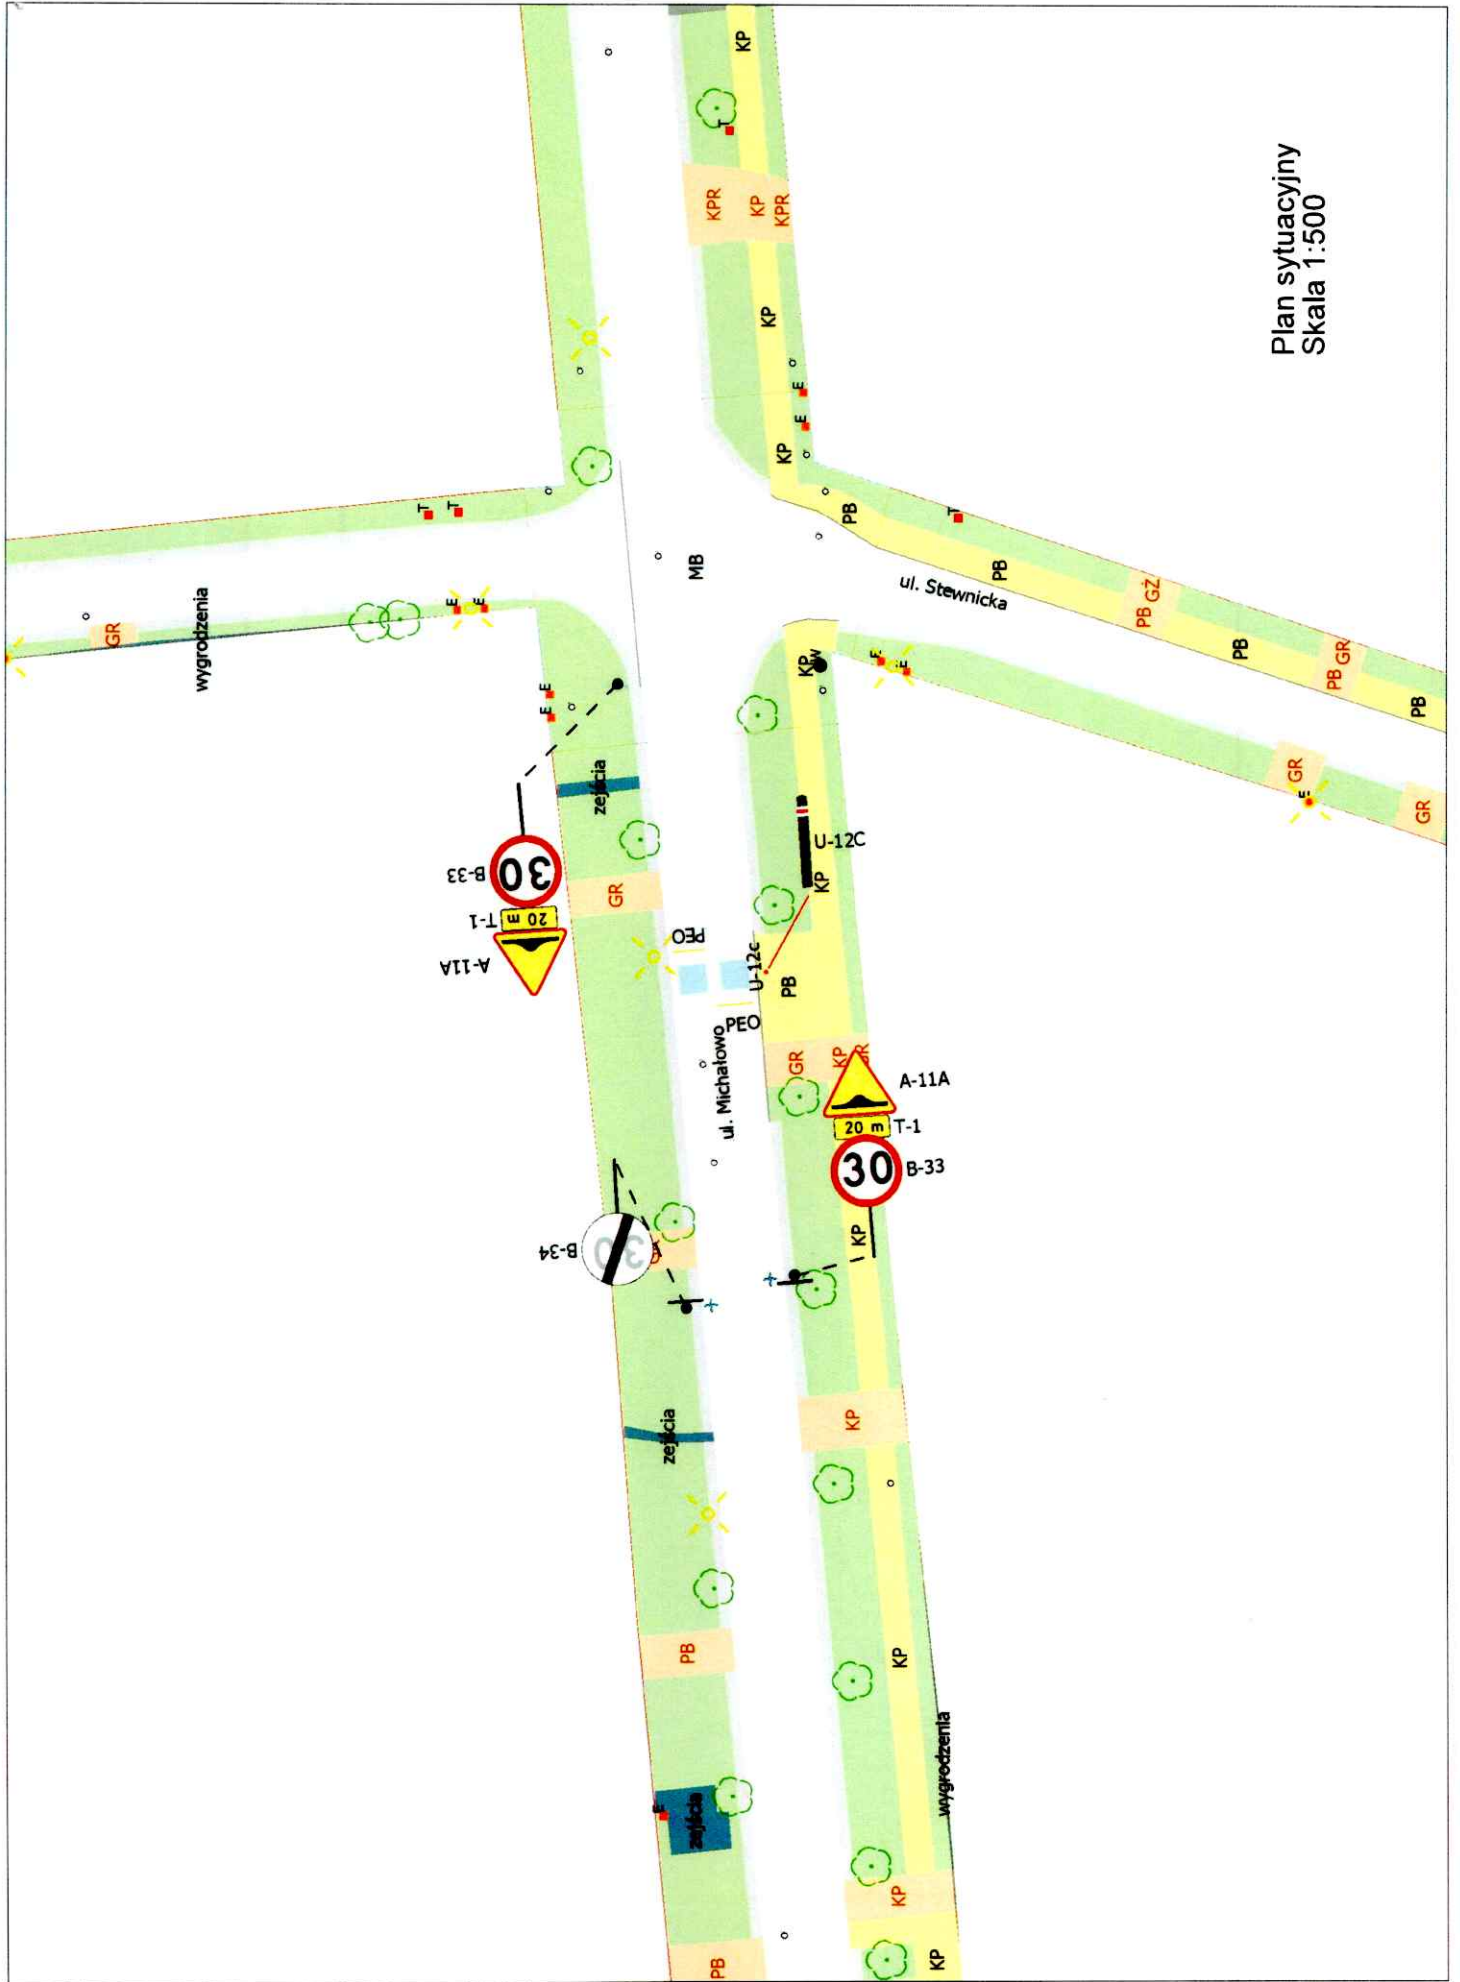 KP
T
KPR
KP
KPR
Plan sytuacyjny
Skala 1:500
KP
E
E
KP
T
T
PB
T
MB
PB
ul. Stewnicka
GŻ
PB
wygrodzenia
GR
E
E
PB
GR
PB
PB
KP
W
E
E
E
zejścia
GR
E
GR
U-12C
KP
B-33
30
T-1
20 m
A-11A
GR
PEO
U-12c
PB
PEO
ul. Michałowo
GR
KP
GR
A-11A
20 m
T-1
30
B-33
KP
B-34
30
KP
zejścia
PB
KP
wygrodzenia
E
zejścia
KP
PB
KP